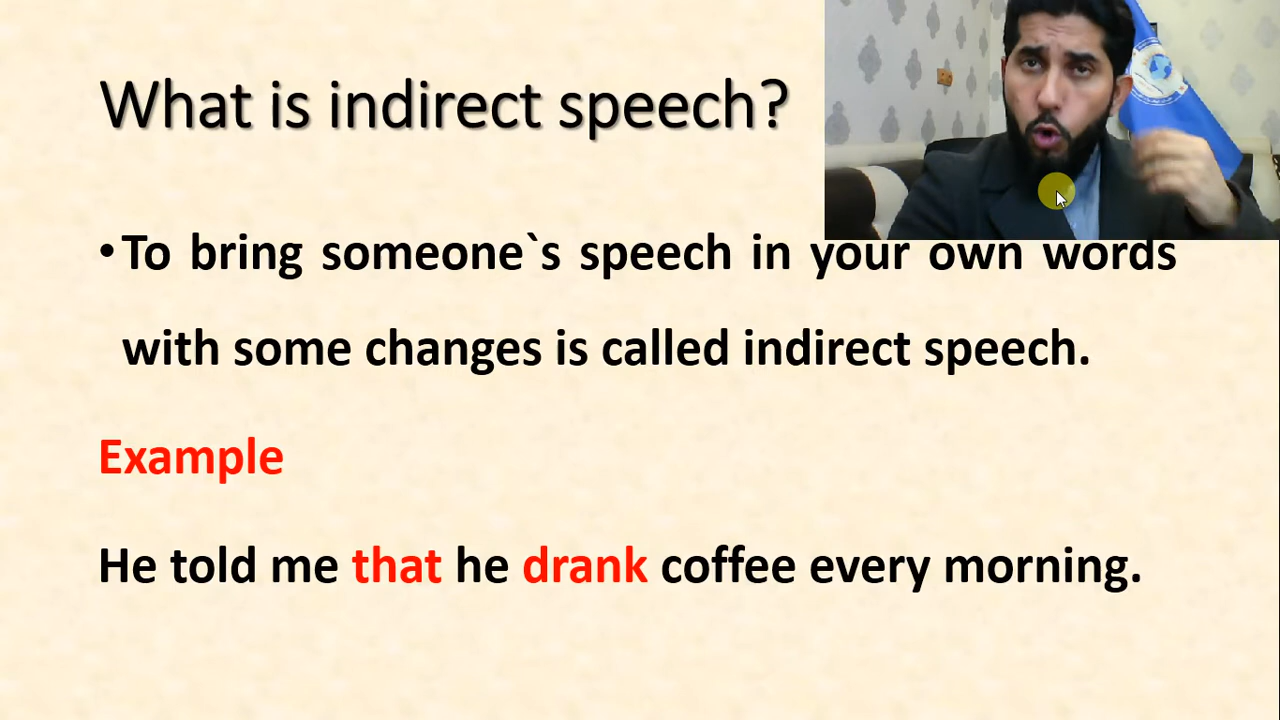 What is indirect speech?
• To bring someone`s speech in your own words
with some changes is called indirect speech.
Example
He told me that he drank coffee every morning.